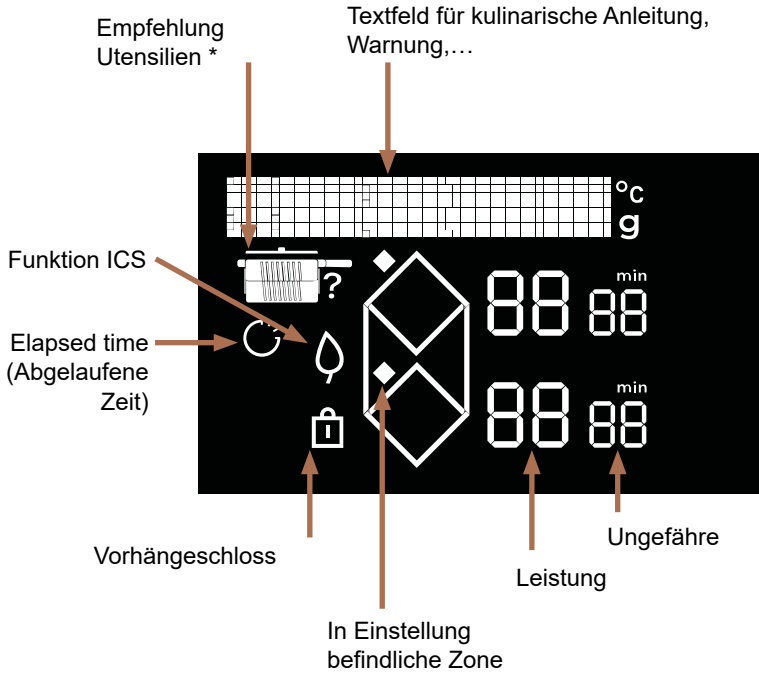 Empfehlung
Utensilien *
Textfeld für kulinarische Anleitung,
Warnung,…
°c
g
Funktion ICS
?
min
88
88
Elapsed time
(Abgelaufene
Zeit)
min
88
88
Vorhängeschloss
Ungefähre
Leistung
In Einstellung
befindliche Zone